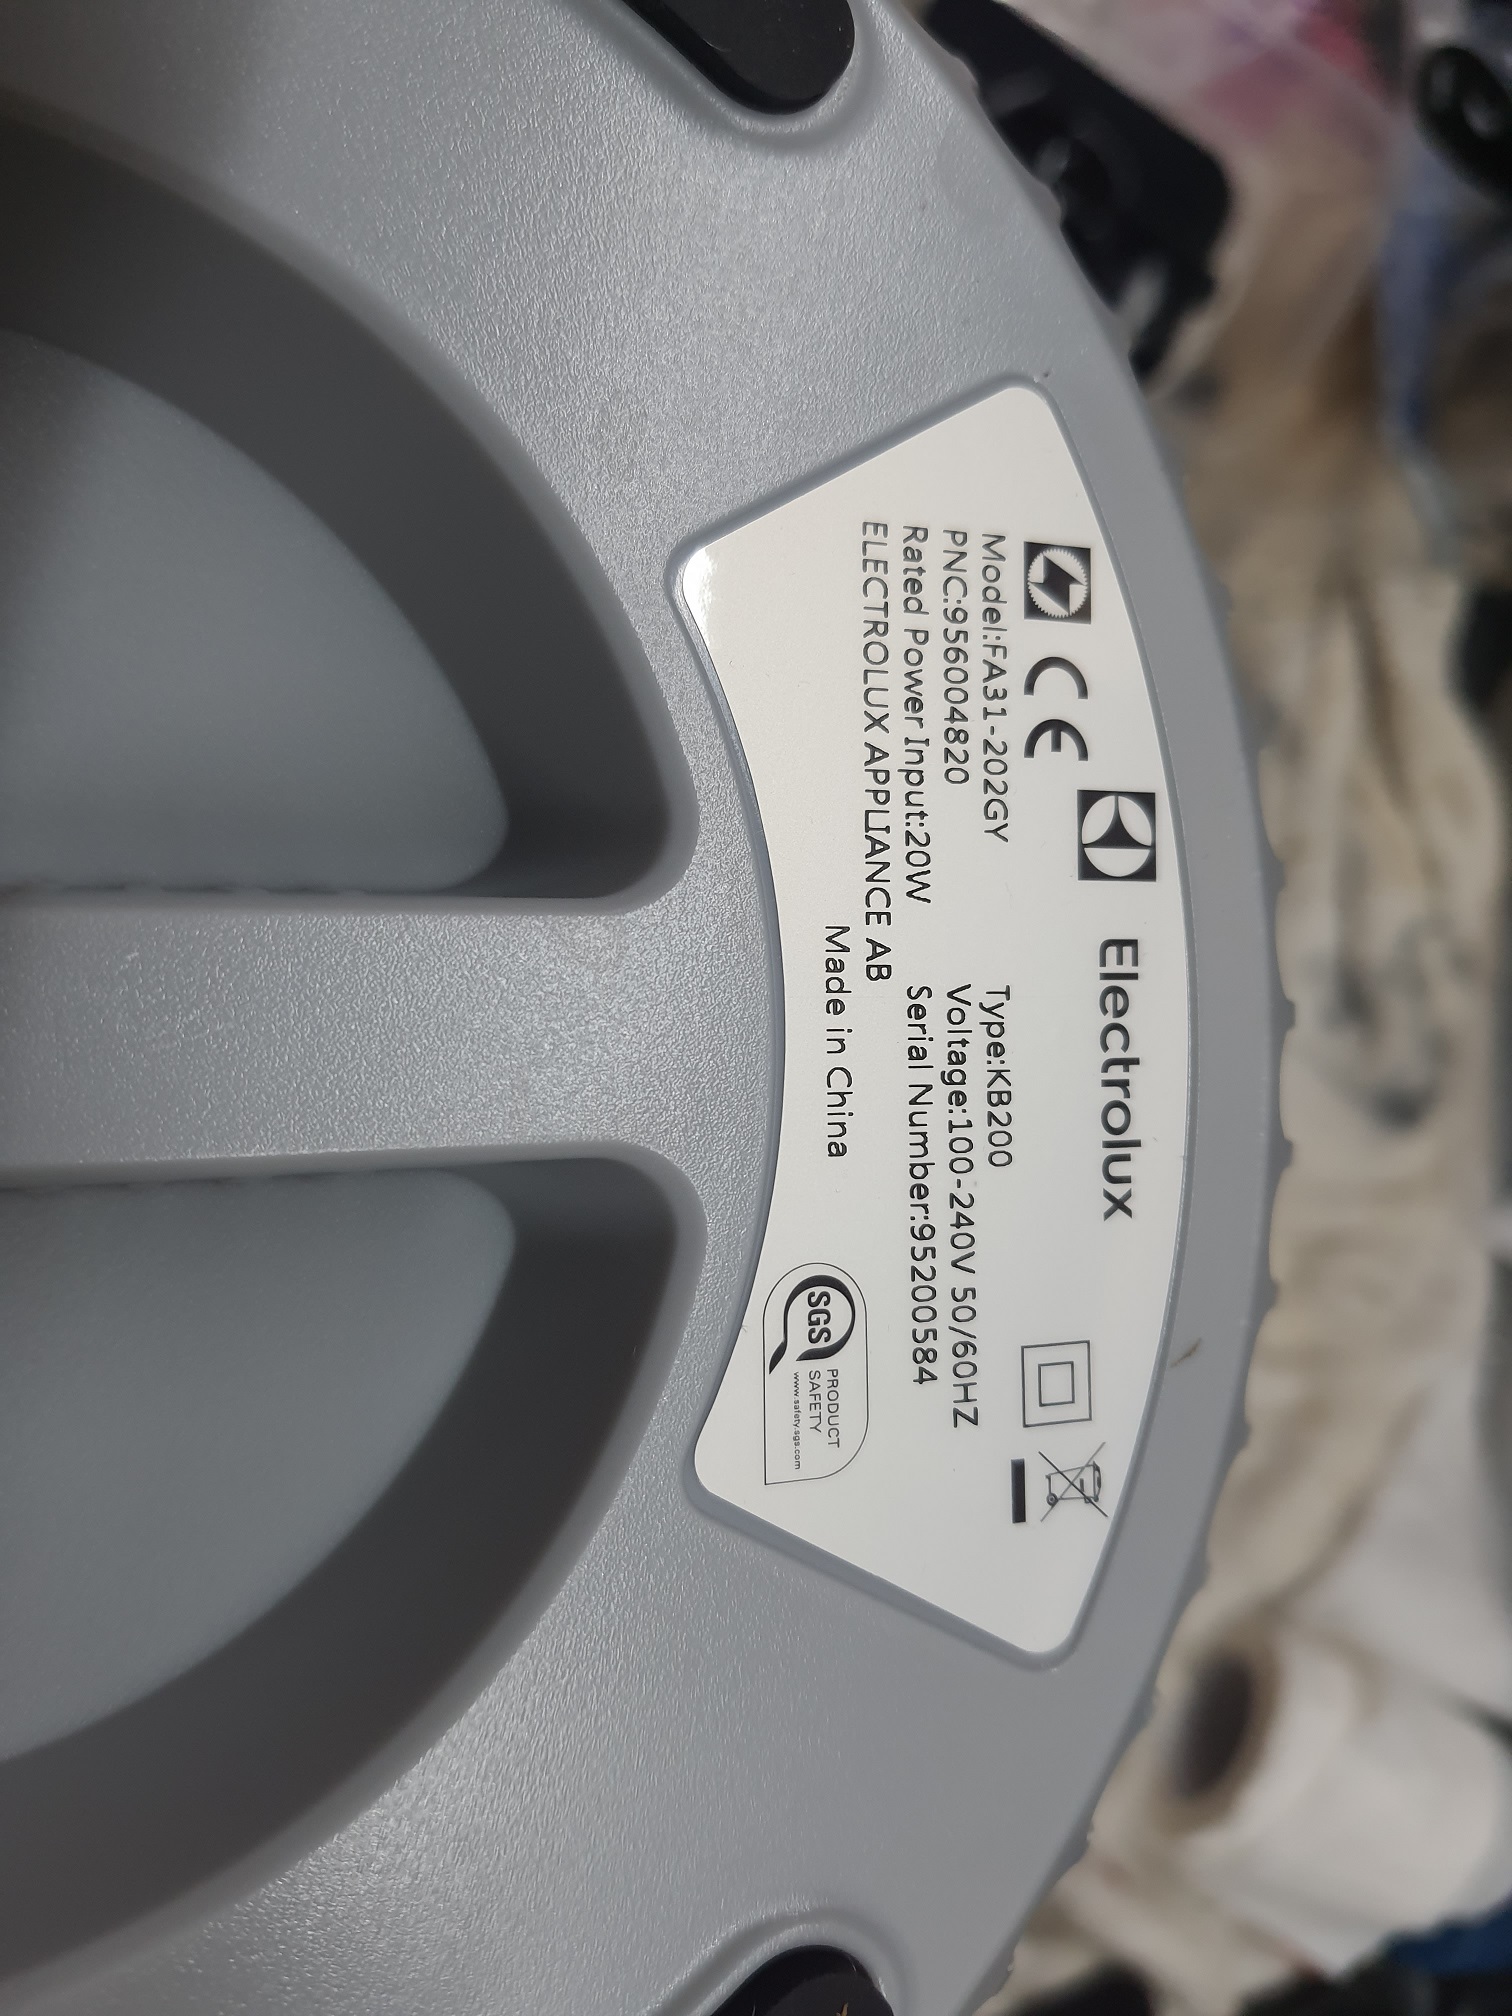 Electrolux
CE
Model:FA31-202GY
Type:KB200
PNC:956004820
Voltage:100-240V 50/60HZ
Rated Power Input:20W
Serial Number:95200584
ELECTROLUX APPLIANCE AB
Made in China
SGS
PRODUCT
SAFETY
www.safety.sgs.com